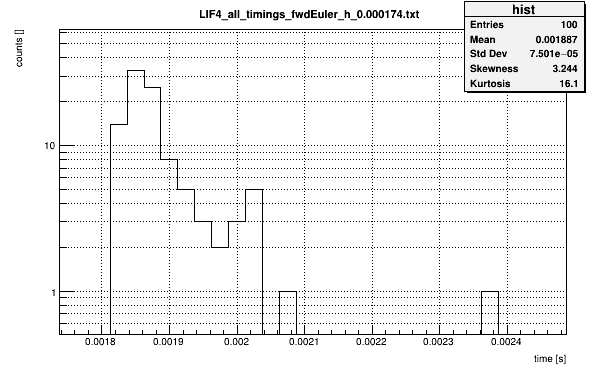 LIF4_all_timings_fwdEuler_h_0.000174.txt
hist
Entries 100
Mean 0.001887
Std Dev 7.501e−05
Skewness 3.244
Kurtosis 16.1
counts []
10
1
0.0018 0.0019 0.002 0.0021 0.0022 0.0023 0.0024
time [s]